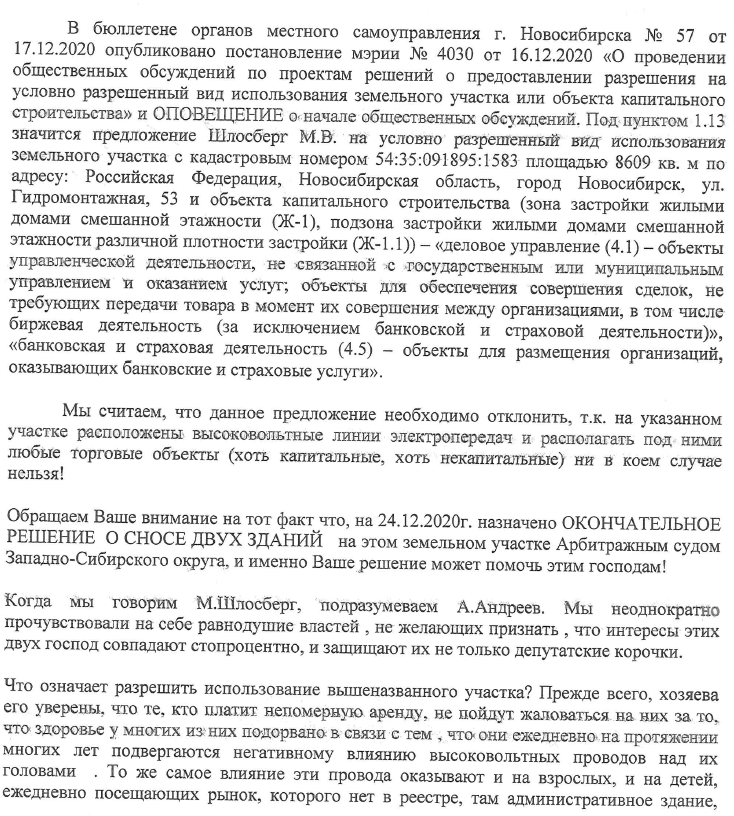 В бюллетене органов местного самоуправления г. Новосибирска № 57 от
17.12.2020 опубликовано постановление мэрии № 4030 от 16.12.2020 «О проведении
общественных обсуждений по проектам решений о предоставлении разрешения на
условно разрешенный вид использования земельного участка или объекта капитального
строительства» и ОПОВЕЩЕНИЕ о начале общественных обсуждений. Под пунктом 1.13
значится предложение Шлосберг М.В. на условно разрешенный вид использования
земельного участка с кадастровым номером 54:35:091895:1583 площадью 8609 кв. м по
адресу: Российская Федерация, Новосибирская область, город Новосибирск, ул.
Гидромонтажная, 53 и объекта капитального строительства (зона застройки жилыми
домами смешанной этажности (Ж-1), подзона застройки жилыми домами смешанной
этажности различной плотности застройки (Ж-1.1)) – «деловое управление (4.1) – объекты
управленческой деятельности, не связанной с государственным или муниципальным
управлением и оказанием услуг; объекты для обеспечения совершения сделок, не
требующих передачи товара в момент их совершения между организациями, в том числе
биржевая деятельность (за исключением банковской и страховой деятельности)»,
«банковская и страховая деятельность (4.5) – объекты для размещения организаций,
оказывающих банковские и страховые услуги».
Мы считаем, что данное предложение необходимо отклонить, т.к. на указанном
участке расположены высоковольтные линии электропередач и располагать под ними
любые торговые объекты (хоть капитальные, хоть некапитальные) ни в коем случае
нельзя!
Обращаем Ваше внимание на тот факт что, на 24.12.2020г. назначено ОКОНЧАТЕЛЬНОЕ
РЕШЕНИЕ О СНОСЕ ДВУХ ЗДАНИЙ на этом земельном участке Арбитражным судом
Западно-Сибирского округа, и именно Ваше решение может помочь этим господам!
Когда мы говорим М.Шлосберг, подразумеваем А.Андреев. Мы неоднократно
прочувствовали на себе равнодушие властей , не желающих признать , что интересы этих
двух господ совпадают стопроцентно, и защищают их не только депутатские корочки.
Что означает разрешить использование вышеназванного участка? Прежде всего, хозяева
его уверены, что те, кто платит непомерную аренду, не пойдут жаловаться на них за то,
что здоровье у многих из них подорвано в связи с тем , что они ежедневно на протяжении
многих лет подвергаются негативному влиянию высоковольтных проводов над их
головами . То же самое влияние эти провода оказывают и на взрослых, и на детей,
ежедневно посещающих рынок, которого нет в реестре, там административное здание,